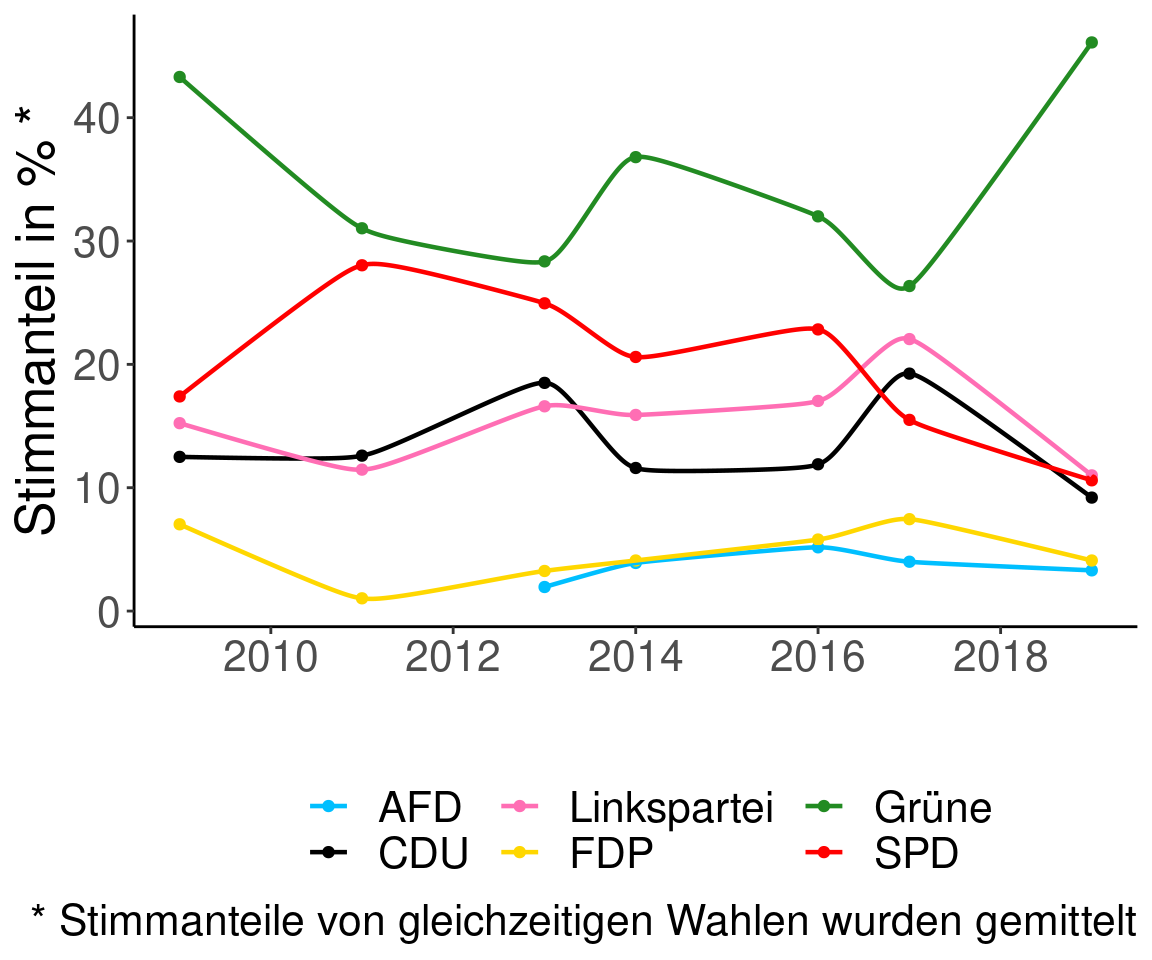 Stimmanteil in % *
40
30
20
10
0
2010 2012 2014 2016 2018
AFD Linkspartei Grüne
CDU FDP SPD
* Stimmanteile von gleichzeitigen Wahlen wurden gemittelt